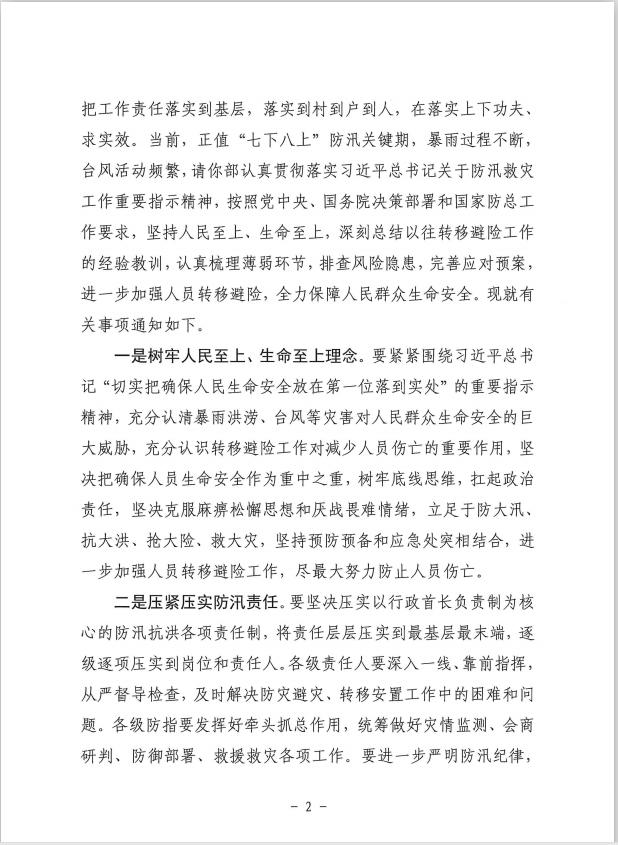 把工作责任落实到基层，落实到村到户到人，在落实上下功夫、
求实效。当前，正值“七下八上”防汛关键期，暴雨过程不断，
台风活动频繁，请你部认真贯彻落实习近平总书记关于防汛救灾
工作重要指示精神，按照党中央、国务院决策部署和国家防总工
作要求，坚持人民至上、生命至上，深刻总结以往转移避险工作
的经验教训，认真梳理薄弱环节，排查风险隐患，完善应对预案，
进一步加强人员转移避险，全力保障人民群众生命安全。现就有
关事项通知如下。
一是树牢人民至上、生命至上理念。要紧紧围绕习近平总书
记“切实把确保人民生命安全放在第一位落到实处”的重要指示
精神，充分认清暴雨洪涝、台风等灾害对人民群众生命安全的巨
大威胁，充分认识转移避险工作对减少人员伤亡的重要作用，坚
决把确保人员生命安全作为重中之重，树牢底线思维，扛起政治
责任，坚决克服麻痹松懈思想和厌战畏难情绪，立足于防大汛、
抗大洪、抢大险、救大灾，坚持预防预备和应急处突相结合，进
一步加强人员转移避险工作，尽最大努力防止人员伤亡。
二是压紧压实防汛责任。要坚决压实以行政首长负责制为核
心的防汛抗洪各项责任制，将责任层层压实到最基层最末端，逐
级逐项压实到岗位和责任人。各级责任人要深入一线、靠前指挥，
从严督导检查，及时解决防灾避灾、转移安置工作中的困难和问
题。各级防指要发挥好牵头抓总作用，统筹做好灾情监测、会商
研判、防御部署、救援救灾各项工作。要进一步严明防汛纪律，
- 2 -